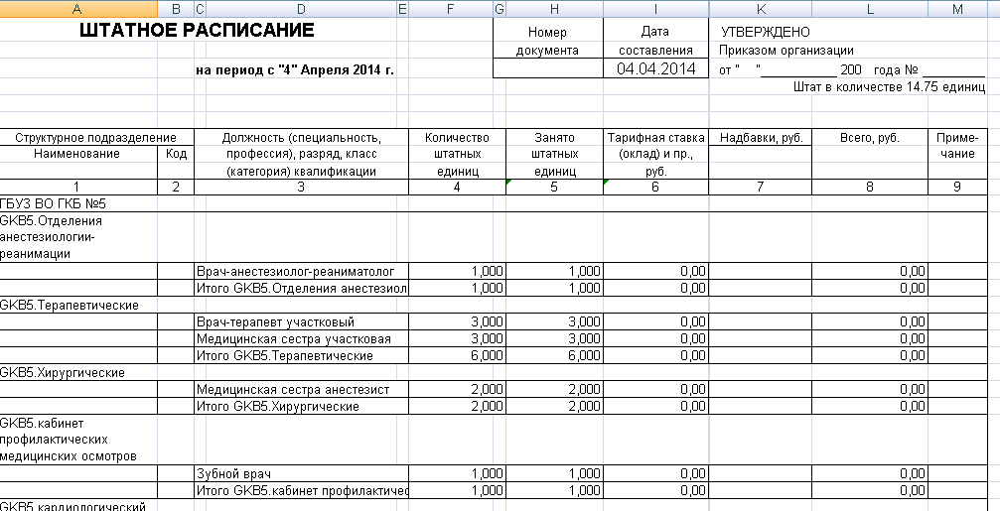 A B C D E F G H I K L M
ШТАТНОЕ РАСПИСАНИЕ Номер Дата УТВЕРЖДЕНО
документа составления Приказом организации
на период с "4" Апреля 2014 г. 04.04.2014 от " "____________ 200 года № __________
Штат в количестве 14.75 единиц
Структурное подразделение Должность (специальность, Количество Занято Тарифная ставка Надбавки, руб. Всего, руб. Приме-
Наименование Код профессия), разряд, класс штатных штатных (оклад) и пр., чание
(категория) квалификации единиц единиц руб.
1 2 3 4 5 6 7 8 9
ГБУЗ ВО ГКБ №5
GKB5.Отделения
анестезиологии-
реанимации
Врач-анестезиолог-реаниматолог 1,000 1,000 0,00 0,00
Итого GKB5.Отделения анестезиол 1,000 1,000 0,00 0,00
GKB5.Терапевтические
Врач-терапевт участковый 3,000 3,000 0,00 0,00
Медицинская сестра участковая 3,000 3,000 0,00 0,00
Итого GKB5.Терапевтические 6,000 6,000 0,00 0,00
GKB5.Хирургические
Медицинская сестра анестезист 2,000 2,000 0,00 0,00
Итого GKB5.Хирургические 2,000 2,000 0,00 0,00
GKB5.кабинет
профилактических
медицинских осмотров
Зубной врач 1,000 1,000 0,00 0,00
Итого GKB5.кабинет профилактичес 1,000 1,000 0,00 0,00
GKB5.кардиологический